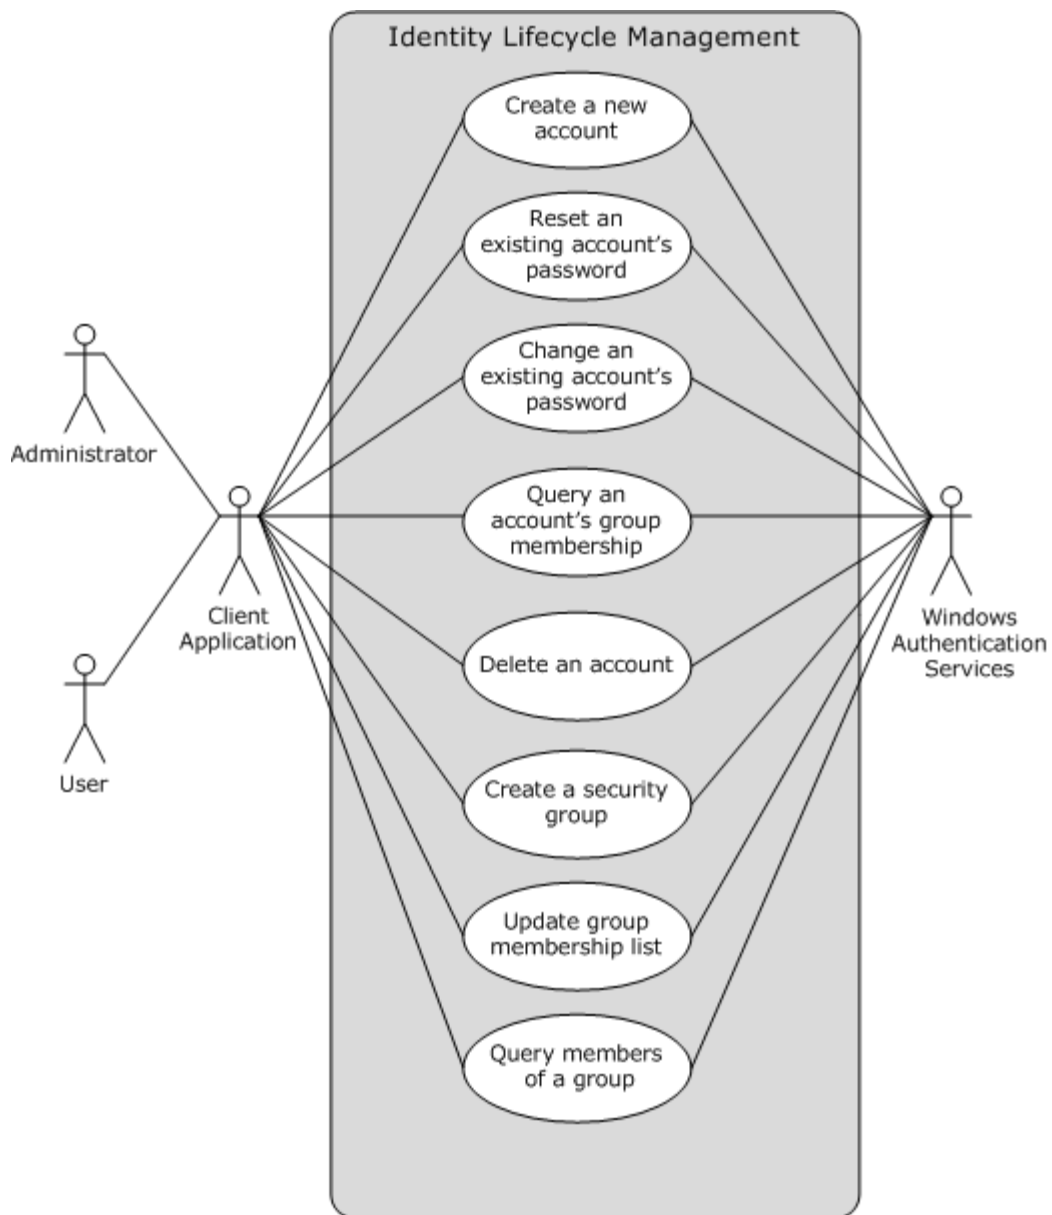 Identity Lifecycle Management
Create a new
account
Reset an
existing account’s
password
Change an
existing account’s
password
Administrator
Query an
account’s group
membership
Client
Application
Windows
Authentication
Services
Delete an account
User
Create a security
group
Update group
membership list
Query members
of a group